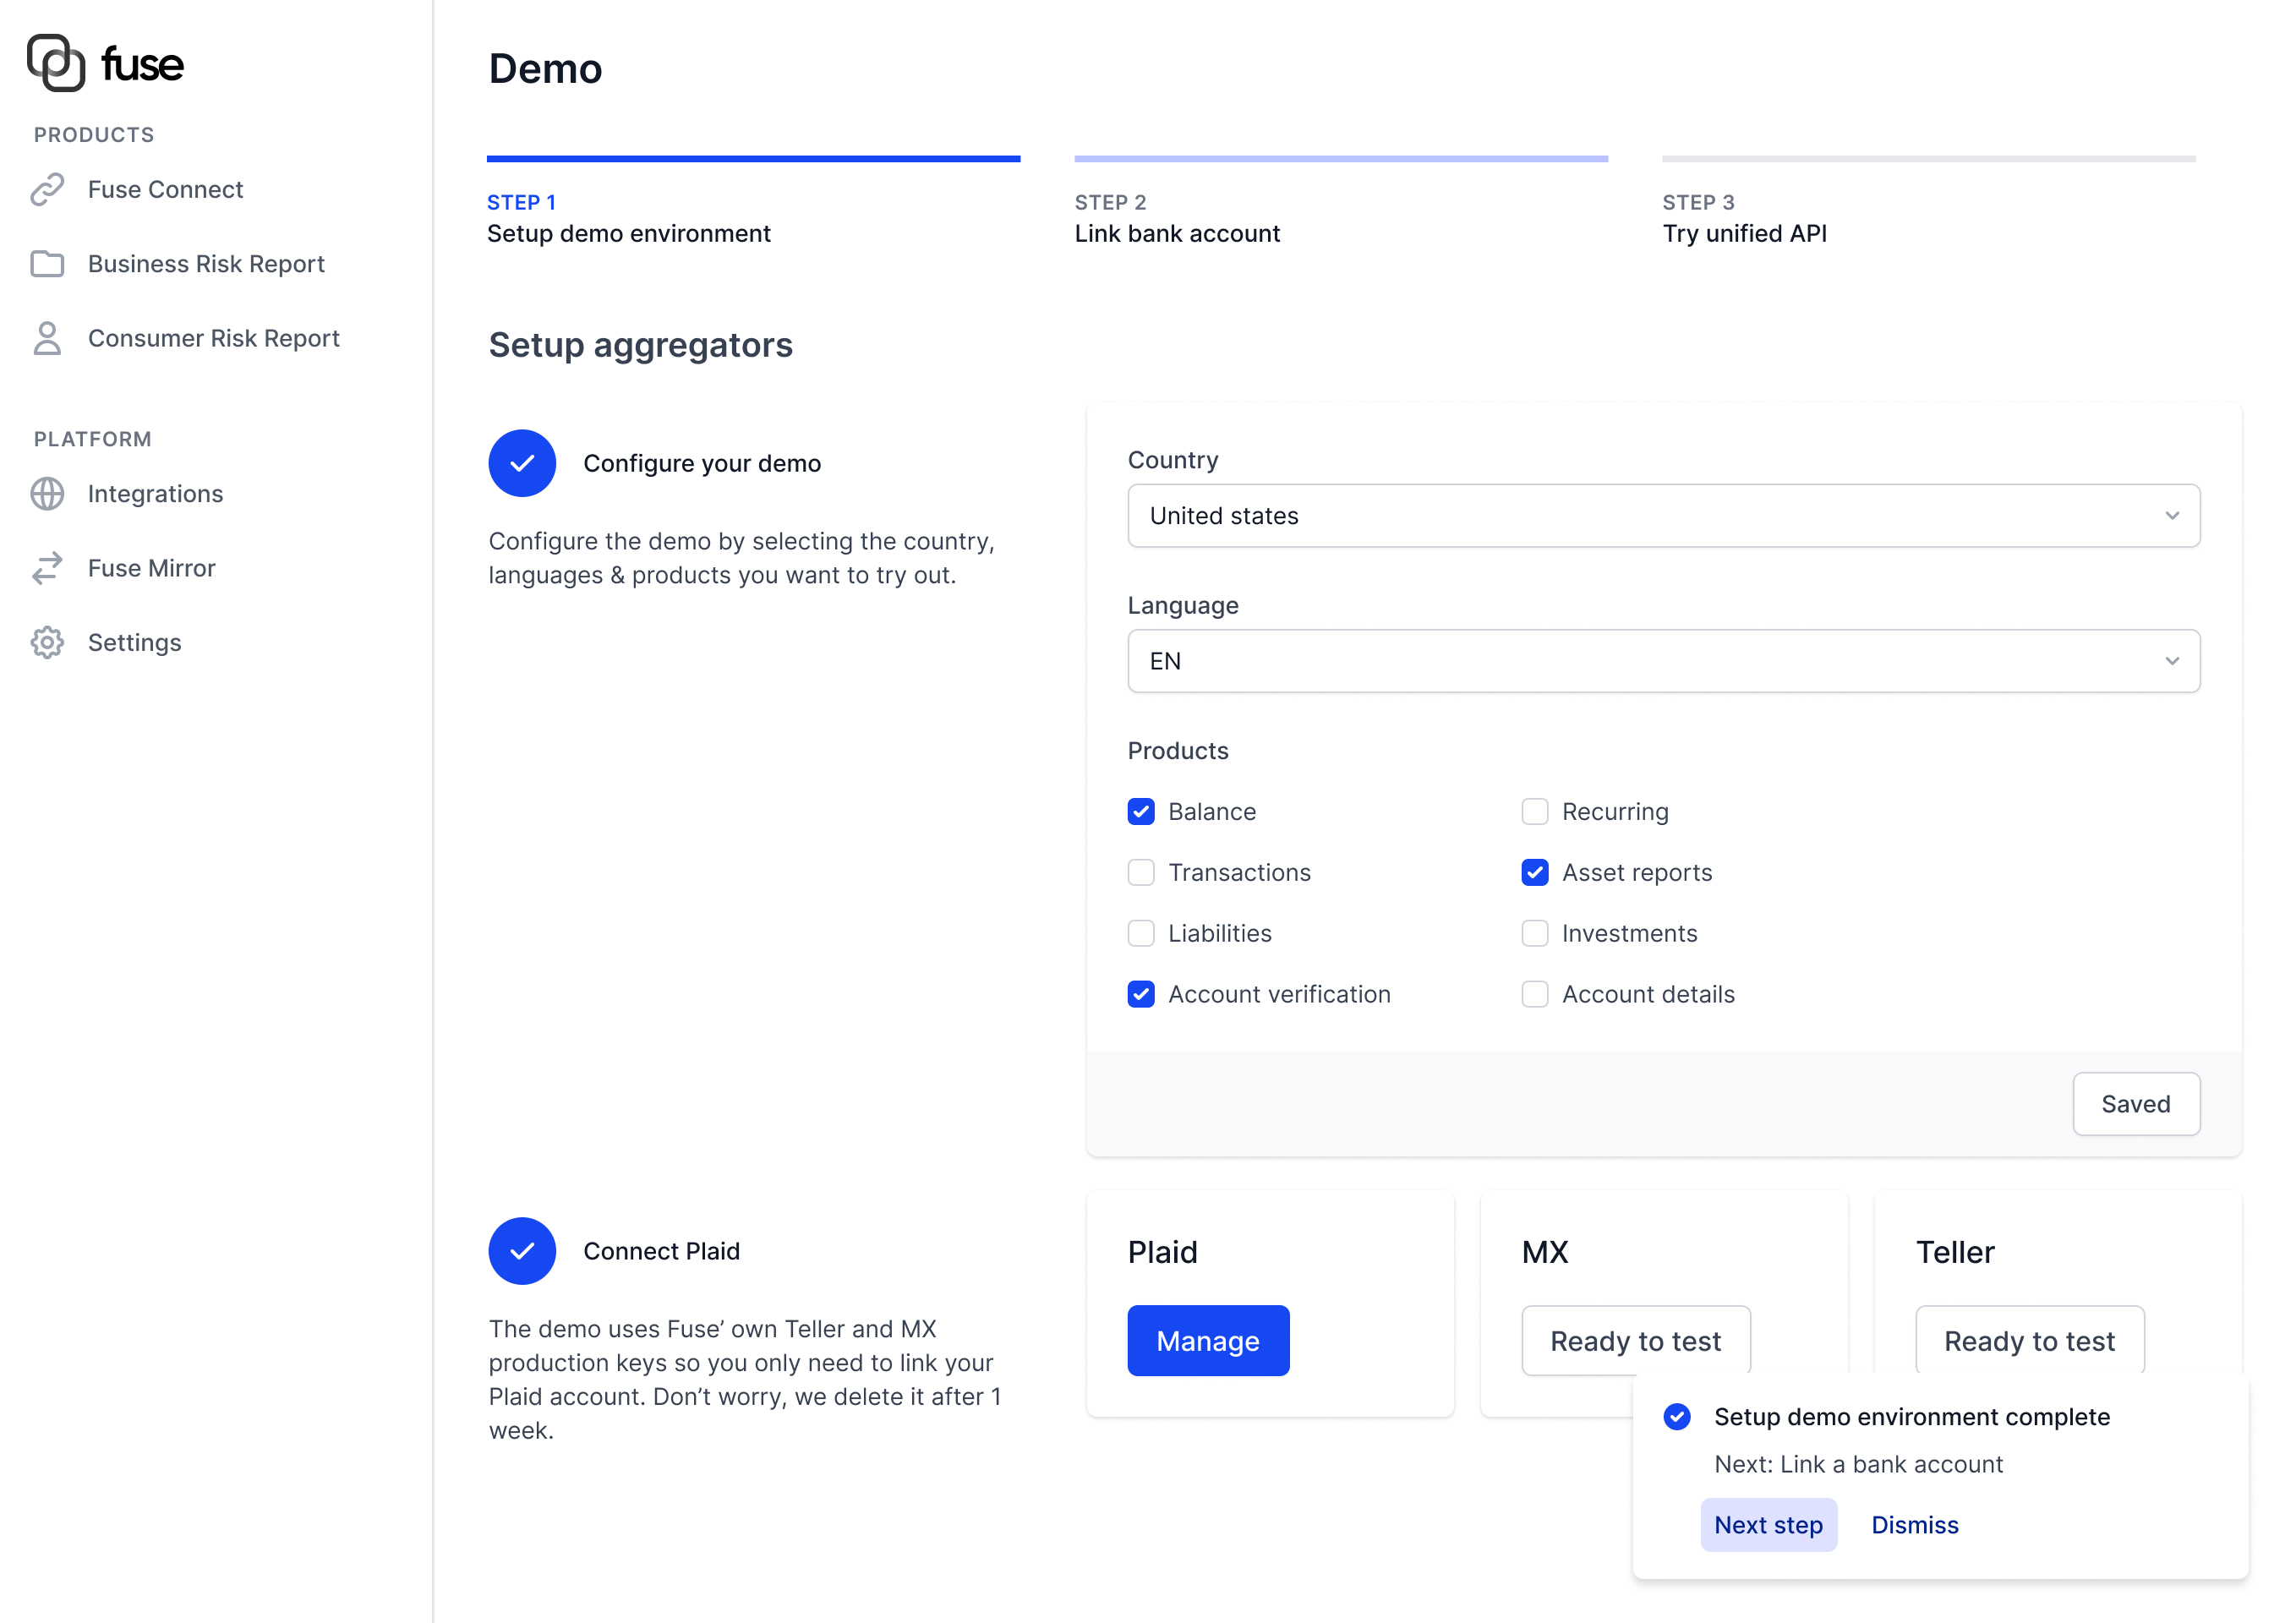 fuse
PRODUCTS
Fuse Connect
Business Risk Report
Consumer Risk Report
PLATFORM
Integrations
Fuse Mirror
Settings
Demo
STEP 1
Setup demo environment
STEP 2
Link bank account
STEP 3
Try unified API
Setup aggregators
Configure your demo
Configure the demo by selecting the country,
languages & products you want to try out.
Country
United states
Language
EN
Products
Balance
Recurring
Transactions
Asset reports
Liabilities
Investments
Account verification
Account details
Saved
Connect Plaid
The demo uses Fuse’ own Teller and MX
production keys so you only need to link your
Plaid account. Don’t worry, we delete it after 1
week.
Plaid
Manage
MX
Ready to test
Teller
Ready to test
Setup demo environment complete
Next: Link a bank account
Next step
Dismiss